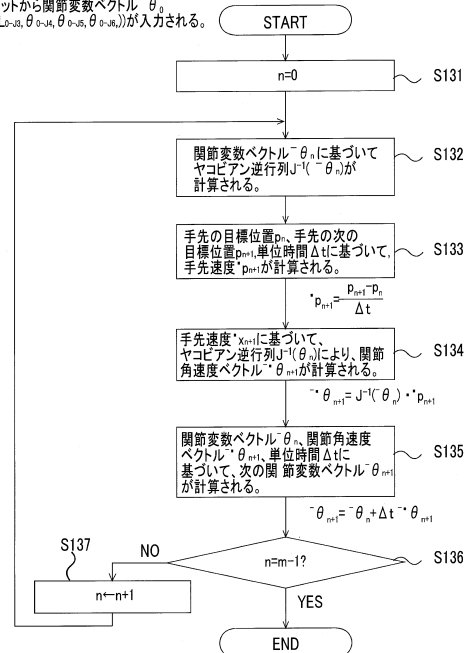 ットから関節変数ベクトル ‾θ₀
L₀₋J₃, θ₀₋J₄, θ₀₋J₅, θ₀₋J₆,))が入力される。
START
n=0
S131
関節変数ベクトル‾θₙに基づいて
ヤコビアン逆行列J⁻¹(‾θₙ)が
計算される。
S132
手先の目標位置pₙ、手先の次の
目標位置pₙ₊₁,単位時間Δtに基づいて,
手先速度˙pₙ₊₁が計算される。
S133
˙pₙ₊₁=
pₙ₊₁-pₙ
Δt
手先速度˙xₙ₊₁に基づいて、
ヤコビアン逆行列J⁻¹(θₙ)により、関節
角速度ベクトル‾˙θₙ₊₁が計算される。
S134
‾˙θₙ₊₁= J⁻¹(‾θₙ)・˙pₙ₊₁
関節変数ベクトル‾θₙ、関節角速度
ベクトル‾˙θₙ₊₁、単位時間Δtに
基づいて、次の関 節変数ベクトル‾θₙ₊₁
が計算される。
S135
‾θₙ₊₁=‾θₙ+Δt‾˙θₙ₊₁
n=m-1?
S136
NO
S137
n←n+1
YES
END